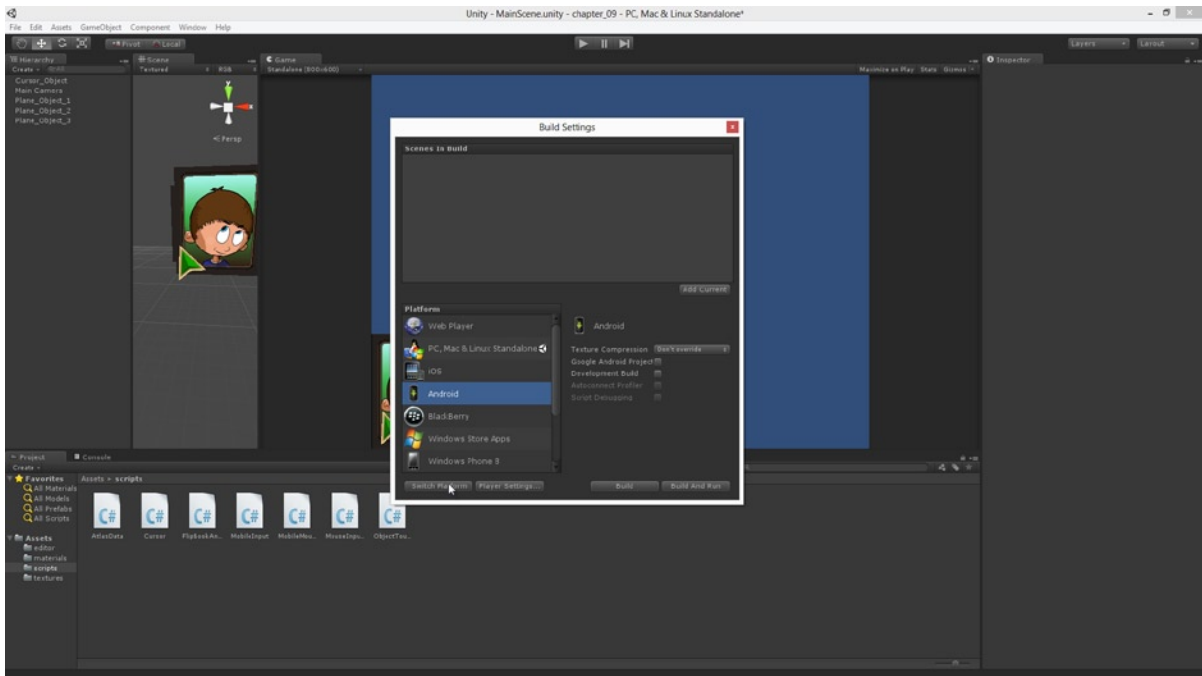 Unity - MainScene.unity - chapter_09 - PC, Mac & Linux Standalone*
File Edit Assets GameObject Component Window Help
Pivot Local Layers Layout
Hierarchy
Create
Cursor_Object
Main Camera
Plane_Object_1
Plane_Object_2
Plane_Object_3
Scene
Textured RGB
Persp
Game
Standalone (800x600) Maximize on Play Stats Gizmos
Inspector
Build Settings
Scenes In Build
Add Current
Platform
Web Player
PC, Mac & Linux Standalone
iOS
Android
BlackBerry
Windows Store Apps
Windows Phone 8
Android
Texture Compression Don't override
Google Android Project
Development Build
Autoconnect Profiler
Script Debugging
Switch Platform Player Settings... Build Build And Run
Project Console
Create
Favorites
All Materials
All Models
All Prefabs
All Scripts
Assets
editor
materials
scripts
textures
Assets ▸ scripts
C# C# C# C# C# C# C#
AtlasData Cursor FlipbookAn... MobileInput MobileMou... MouseInpu... ObjectTou...